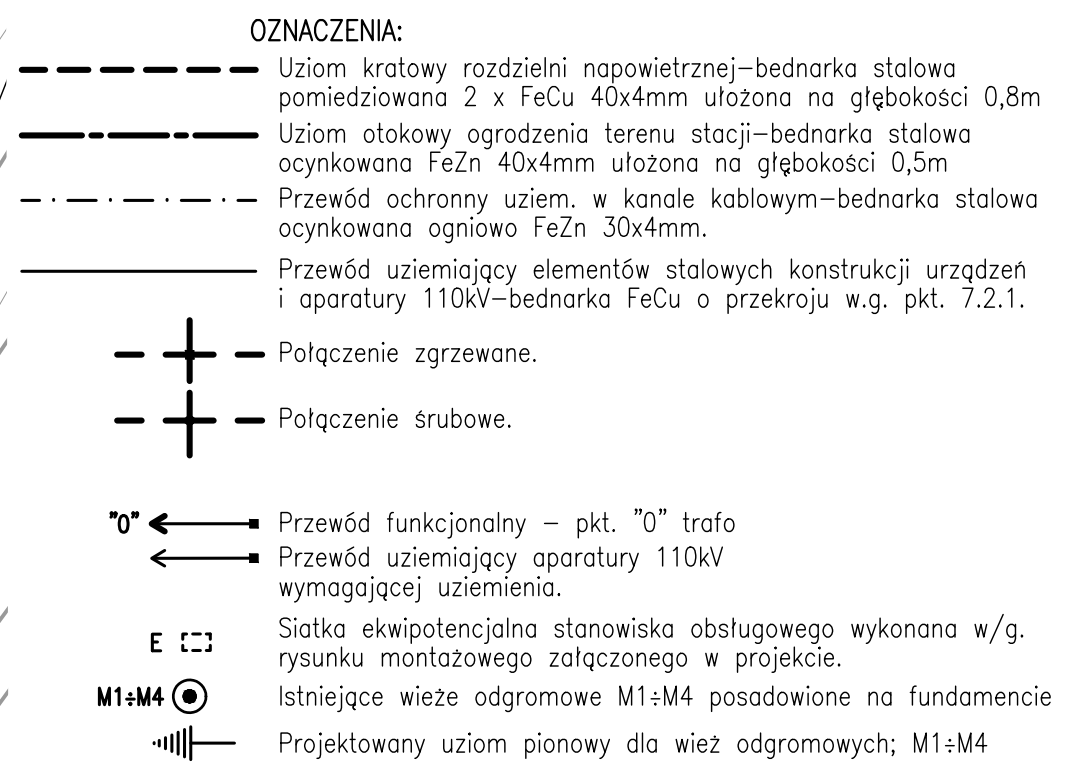 OZNACZENIA:
Uziom kratowy rozdzielni napowietrznej–bednarka stalowa
pomiedziowana 2 x FeCu 40x4mm ułożona na głębokości 0,8m
Uziom otokowy ogrodzenia terenu stacji–bednarka stalowa
ocynkowana FeZn 40x4mm ułożona na głębokości 0,5m
Przewód ochronny uziem. w kanale kablowym–bednarka stalowa
ocynkowana ogniowo FeZn 30x4mm.
Przewód uziemiający elementów stalowych konstrukcji urządzeń
i aparatury 110kV–bednarka FeCu o przekroju w.g. pkt. 7.2.1.
Połączenie zgrzewane.
Połączenie śrubowe.
"0" Przewód funkcjonalny – pkt. "0" trafo
Przewód uziemiający aparatury 110kV
wymagającej uziemienia.
E Siatka ekwipotencjalna stanowiska obsługowego wykonana w/g.
rysunku montażowego załączonego w projekcie.
M1÷M4 Istniejące wieże odgromowe M1÷M4 posadowione na fundamencie
Projektowany uziom pionowy dla wież odgromowych; M1÷M4